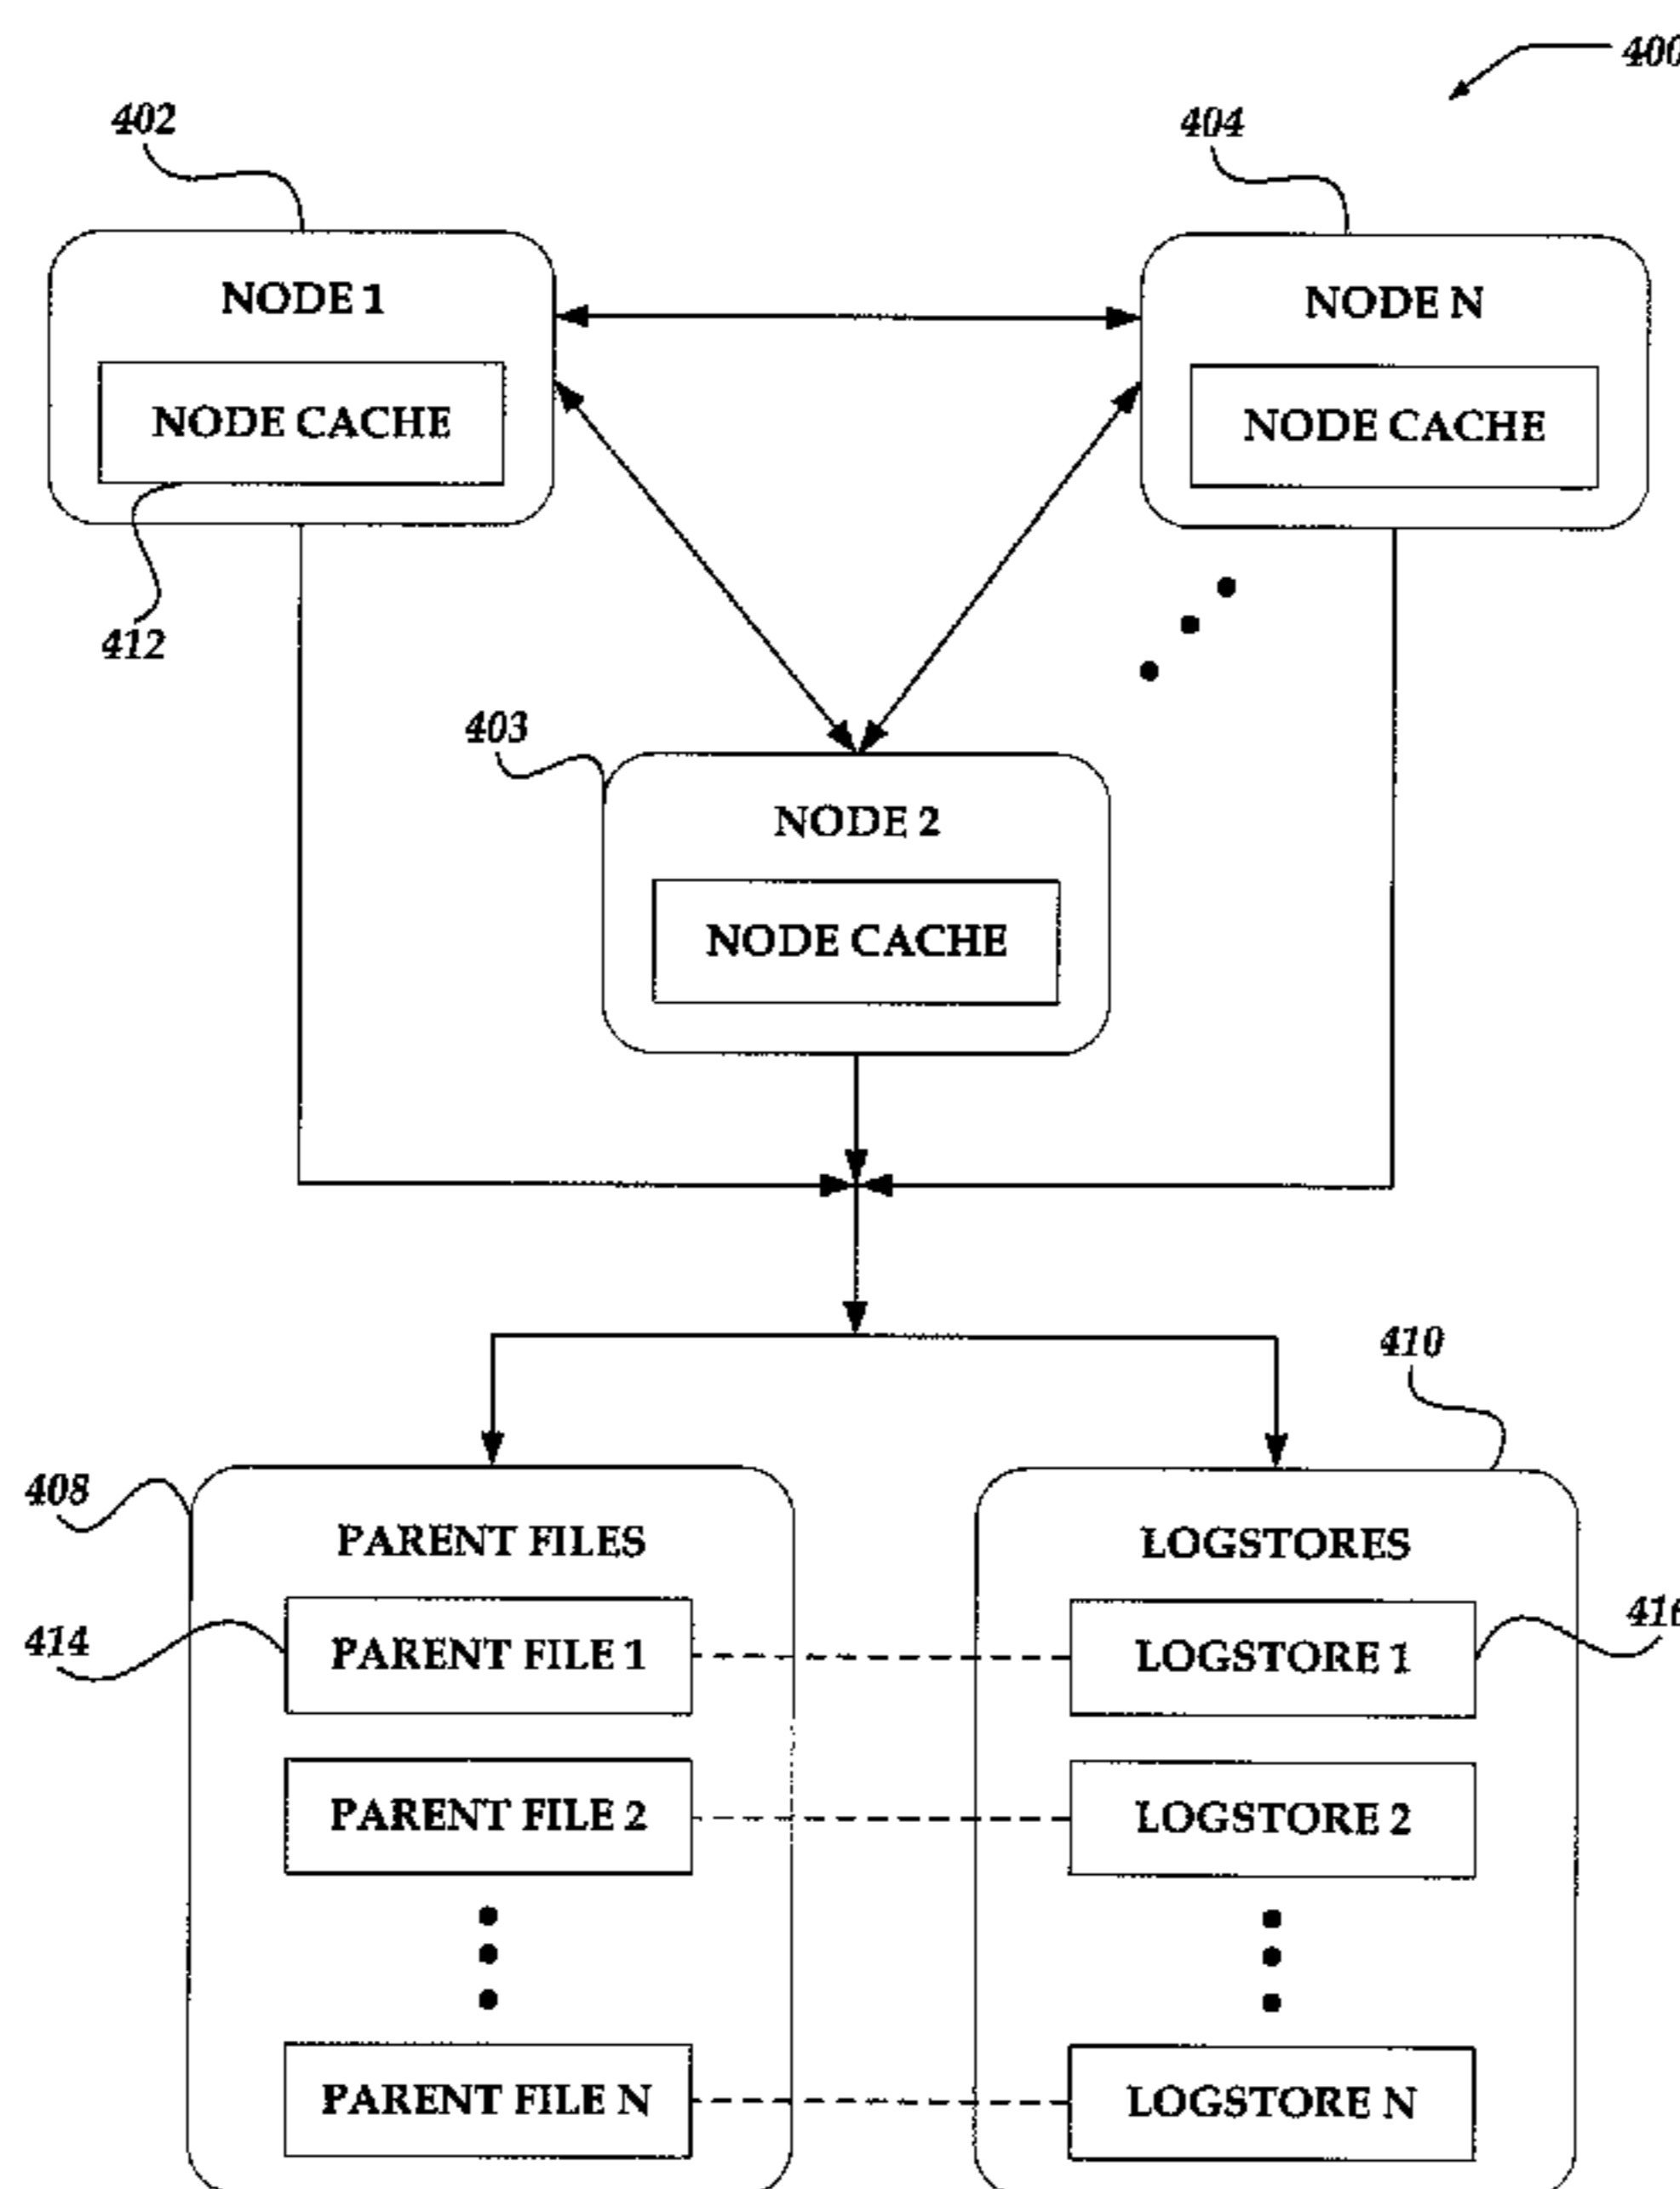 400
402
404
NODE 1
NODE N
NODE CACHE
NODE CACHE
412
403
NODE 2
NODE CACHE
410
408
PARENT FILES
LOGSTORES
414
PARENT FILE 1
LOGSTORE 1
416
PARENT FILE 2
LOGSTORE 2
PARENT FILE N
LOGSTORE N